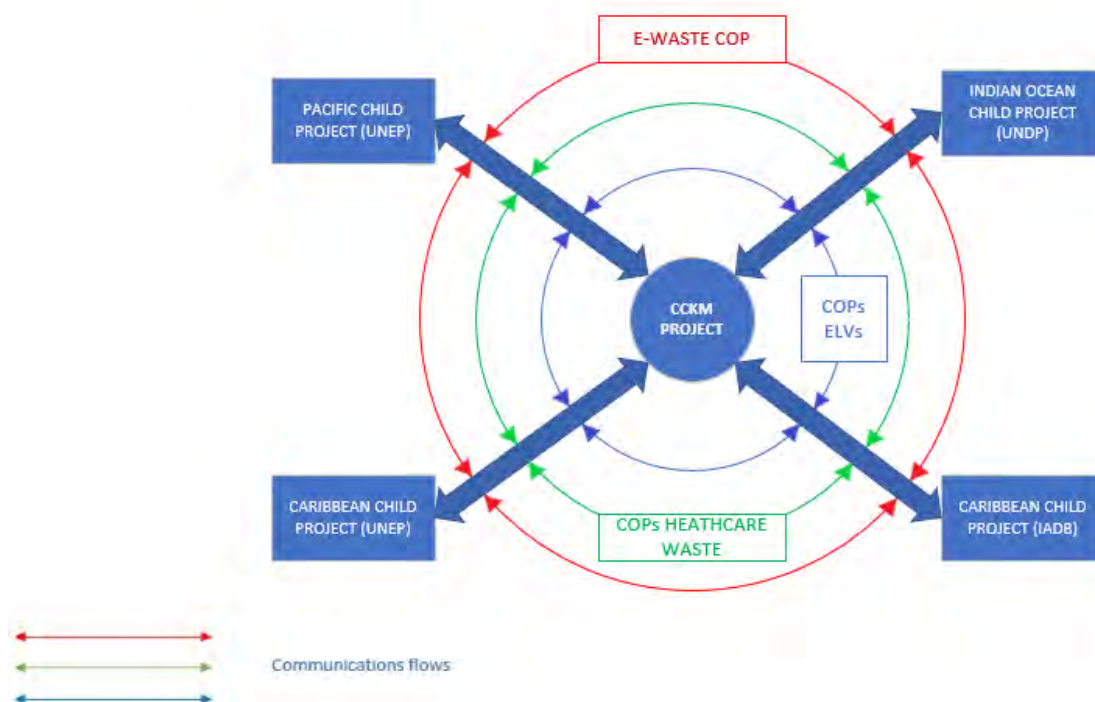 E-WASTE COP
PACIFIC CHILD
PROJECT (UNEP)
INDIAN OCEAN
CHILD PROJECT
(UNDP)
CCKM
PROJECT
COPs
ELVs
CARIBBEAN CHILD
PROJECT (UNEP)
COPs HEATHCARE
WASTE
CARIBBEAN CHILD
PROJECT (IADB)
Communications flows